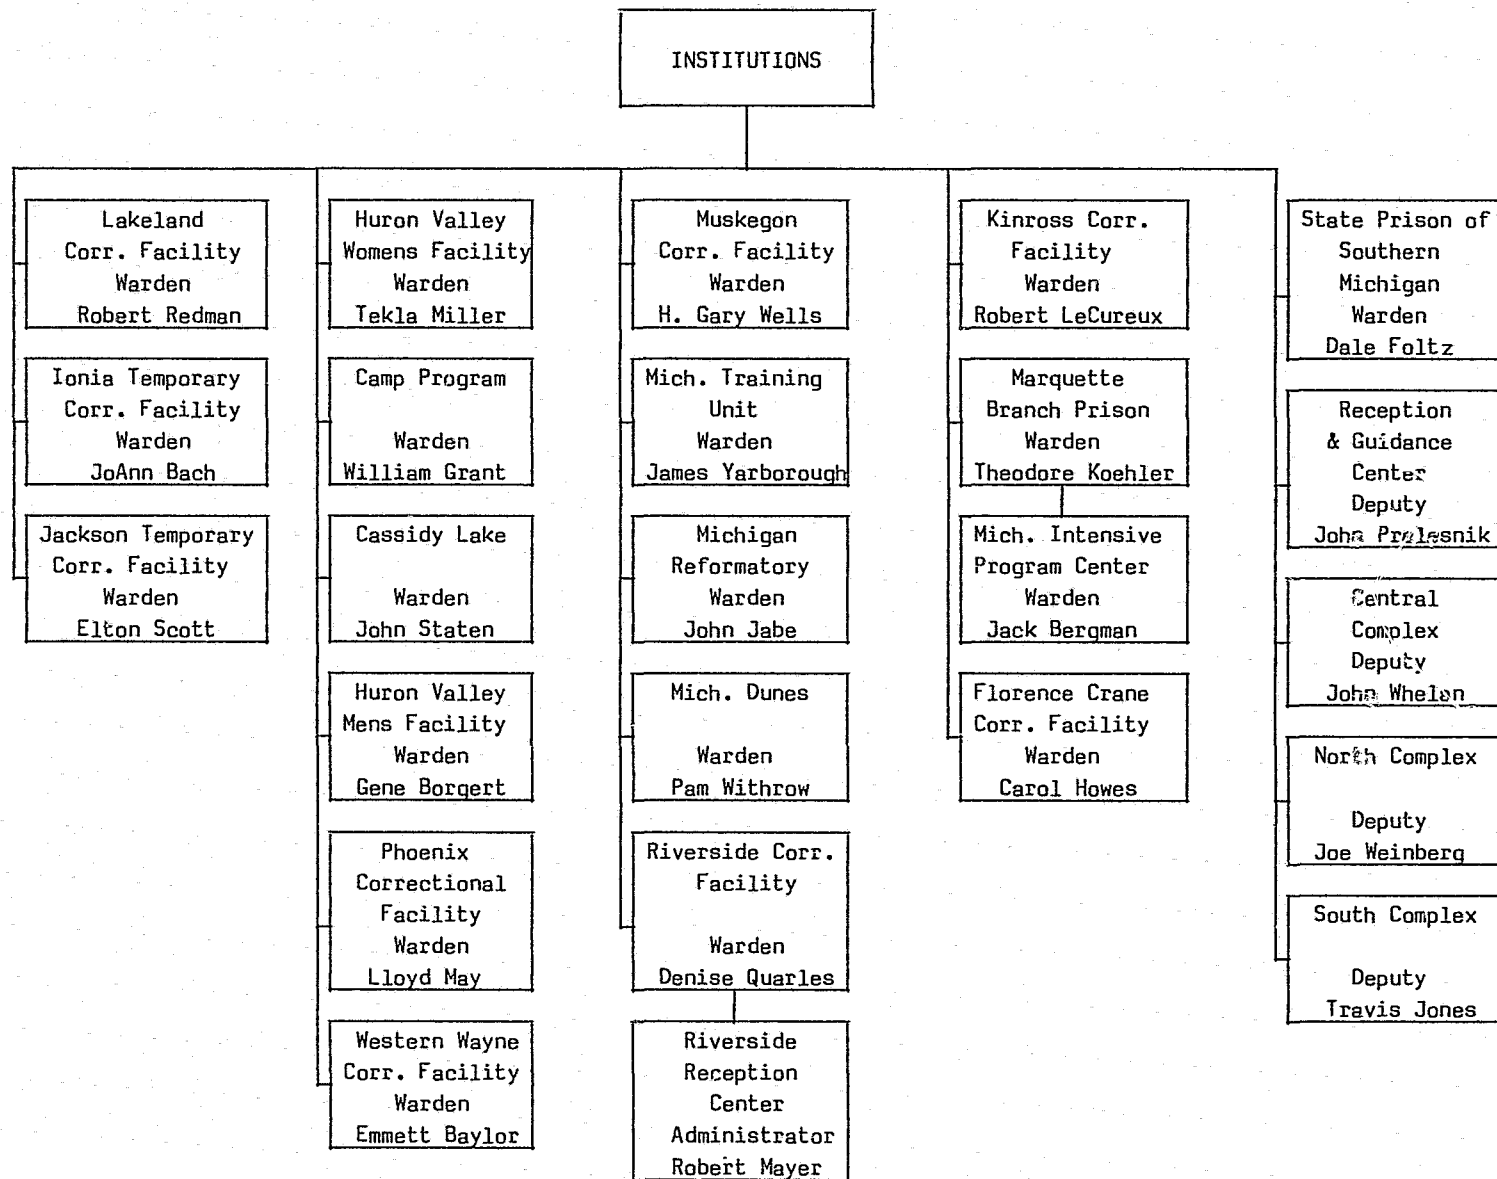 INSTITUTIONS
Lakeland
Corr. Facility
Warden
Robert Redman
Ionia Temporary
Corr. Facility
Warden
JoAnn Bach
Jackson Temporary
Corr. Facility
Warden
Elton Scott
Huron Valley
Womens Facility
Warden
Tekla Miller
Camp Program
Warden
William Grant
Cassidy Lake
Warden
John Staten
Huron Valley
Mens Facility
Warden
Gene Borgert
Phoenix
Correctional
Facility
Warden
Lloyd May
Western Wayne
Corr. Facility
Warden
Emmett Baylor
Muskegon
Corr. Facility
Warden
H. Gary Wells
Mich. Training
Unit
Warden
James Yarborough
Michigan
Reformatory
Warden
John Jabe
Mich. Dunes
Warden
Pam Withrow
Riverside Corr.
Facility
Warden
Denise Quarles
Riverside
Reception
Center
Administrator
Robert Mayer
Kinross Corr.
Facility
Warden
Robert LeCureux
Marquette
Branch Prison
Warden
Theodore Koehler
Mich. Intensive
Program Center
Warden
Jack Bergman
Florence Crane
Corr. Facility
Warden
Carol Howes
State Prison of
Southern
Michigan
Warden
Dale Foltz
Reception
& Guidance
Center
Deputy
John Prelesnik
Central
Complex
Deputy
John Whelan
North Complex
Deputy
Joe Weinberg
South Complex
Deputy
Travis Jones